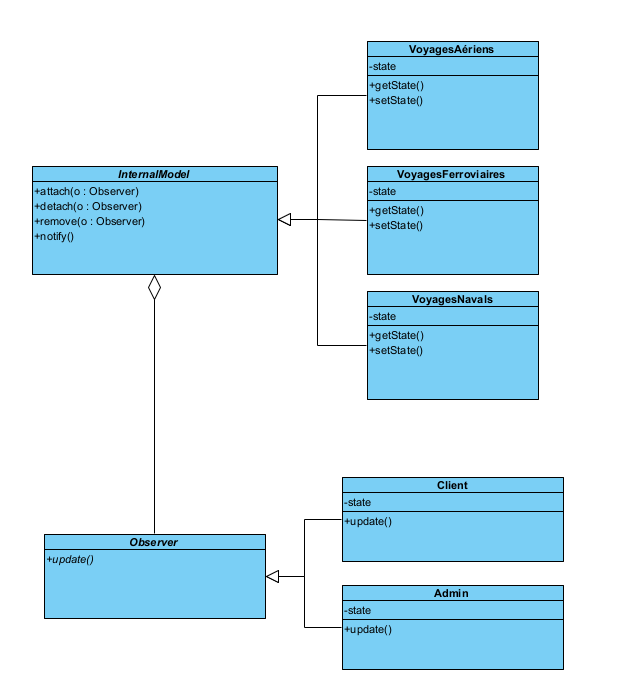 VoyagesAériens
-state
+getState()
+setState()
InternalModel
+attach(o : Observer)
+detach(o : Observer)
+remove(o : Observer)
+notify()
VoyagesFerroviaires
-state
+getState()
+setState()
VoyagesNavals
-state
+getState()
+setState()
Client
-state
+update()
Observer
+update()
Admin
-state
+update()